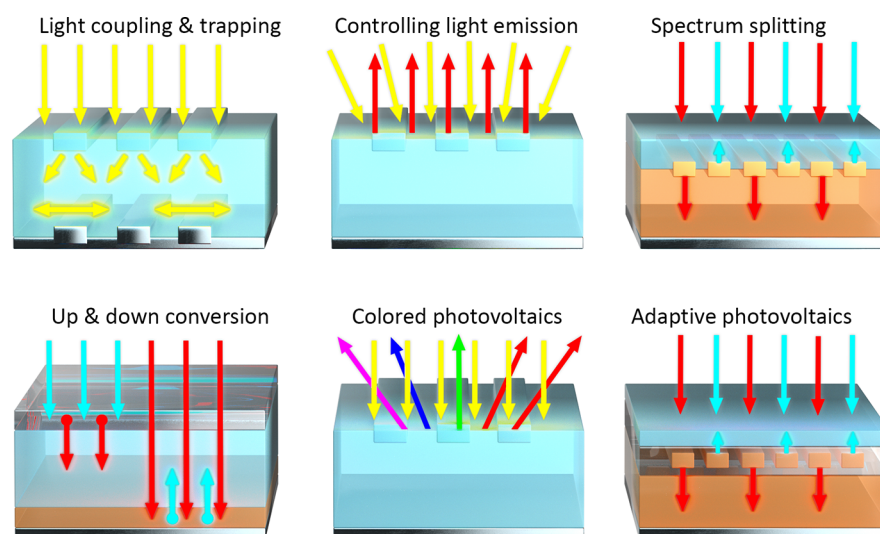 Light coupling & trapping
Controlling light emission
Spectrum splitting
Up & down conversion
Colored photovoltaics
Adaptive photovoltaics